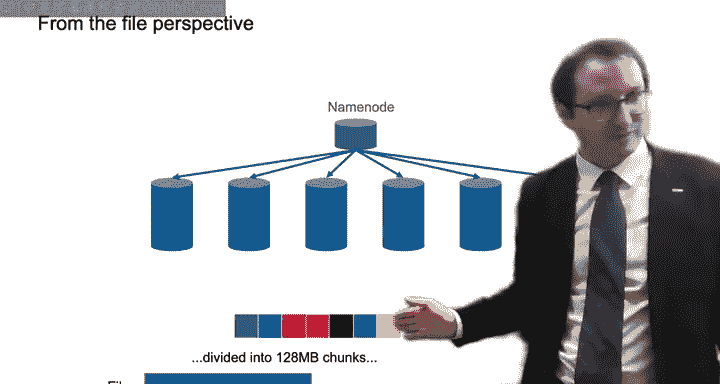 From the file perspective
Namenode
...divided into 128MB chunks...